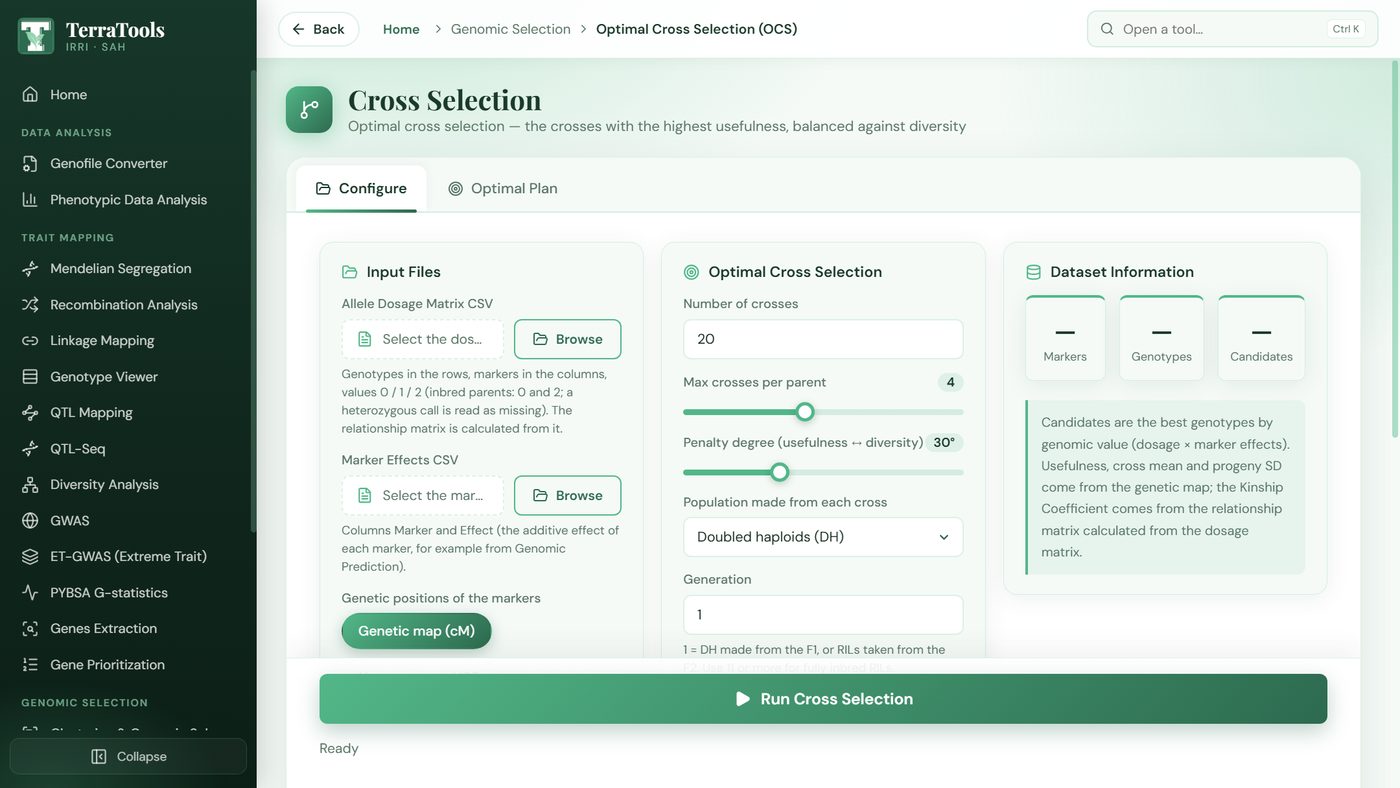 TerraTools
IRRI · SAH
Home
DATA ANALYSIS
Genofile Converter
Phenotypic Data Analysis
TRAIT MAPPING
Mendelian Segregation
Recombination Analysis
Linkage Mapping
Genotype Viewer
QTL Mapping
QTL-Seq
Diversity Analysis
GWAS
ET-GWAS (Extreme Trait)
PYBSA G-statistics
Genes Extraction
Gene Prioritization
GENOMIC SELECTION
Collapse
Back
Home
Genomic Selection
Optimal Cross Selection (OCS)
Open a tool...
Ctrl K
Cross Selection
Optimal cross selection — the crosses with the highest usefulness, balanced against diversity
Configure
Optimal Plan
Input Files
Allele Dosage Matrix CSV
Select the dos...
Browse
Genotypes in the rows, markers in the columns,
values 0 / 1 / 2 (inbred parents: 0 and 2; a
heterozygous call is read as missing). The
relationship matrix is calculated from it.
Marker Effects CSV
Select the mar...
Browse
Columns Marker and Effect (the additive effect of
each marker, for example from Genomic
Prediction).
Genetic positions of the markers
Genetic map (cM)
Optimal Cross Selection
Number of crosses
20
Max crosses per parent
4
Penalty degree (usefulness ↔ diversity)
30°
Population made from each cross
Doubled haploids (DH)
Generation
1
1 = DH made from the F1, or RILs taken from the
F2. Use 11 or more for fully inbred RILs.
Dataset Information
—
Markers
—
Genotypes
—
Candidates
Candidates are the best genotypes by
genomic value (dosage × marker effects).
Usefulness, cross mean and progeny SD
come from the genetic map; the Kinship
Coefficient comes from the relationship
matrix calculated from the dosage
matrix.
Run Cross Selection
Ready